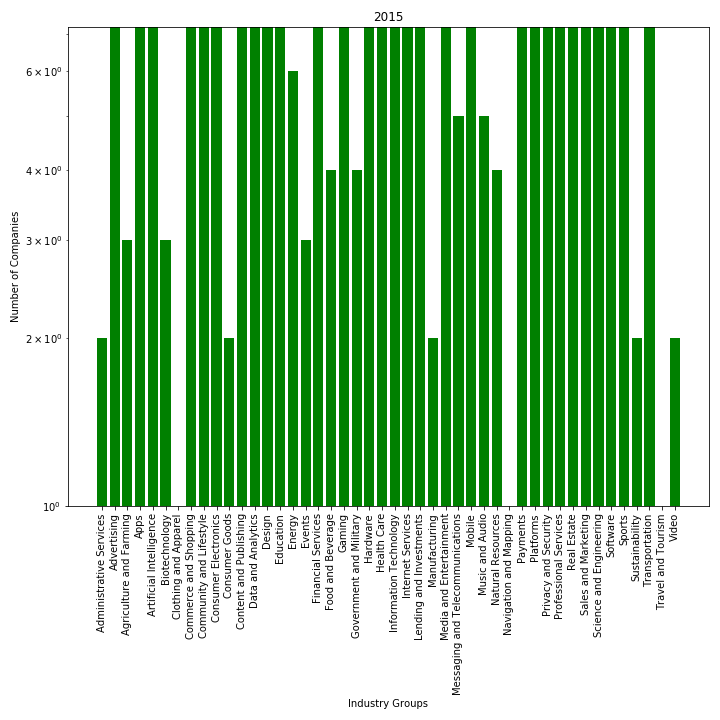 2015
6 × 10⁰
4 × 10⁰
3 × 10⁰
2 × 10⁰
10⁰
Number of Companies
Administrative Services
Advertising
Agriculture and Farming
Apps
Artificial Intelligence
Biotechnology
Clothing and Apparel
Commerce and Shopping
Community and Lifestyle
Consumer Electronics
Consumer Goods
Content and Publishing
Data and Analytics
Design
Education
Energy
Events
Financial Services
Food and Beverage
Gaming
Government and Military
Hardware
Health Care
Information Technology
Internet Services
Lending and Investments
Manufacturing
Media and Entertainment
Messaging and Telecommunications
Mobile
Music and Audio
Natural Resources
Navigation and Mapping
Payments
Platforms
Privacy and Security
Professional Services
Real Estate
Sales and Marketing
Science and Engineering
Software
Sports
Sustainability
Transportation
Travel and Tourism
Video
Industry Groups